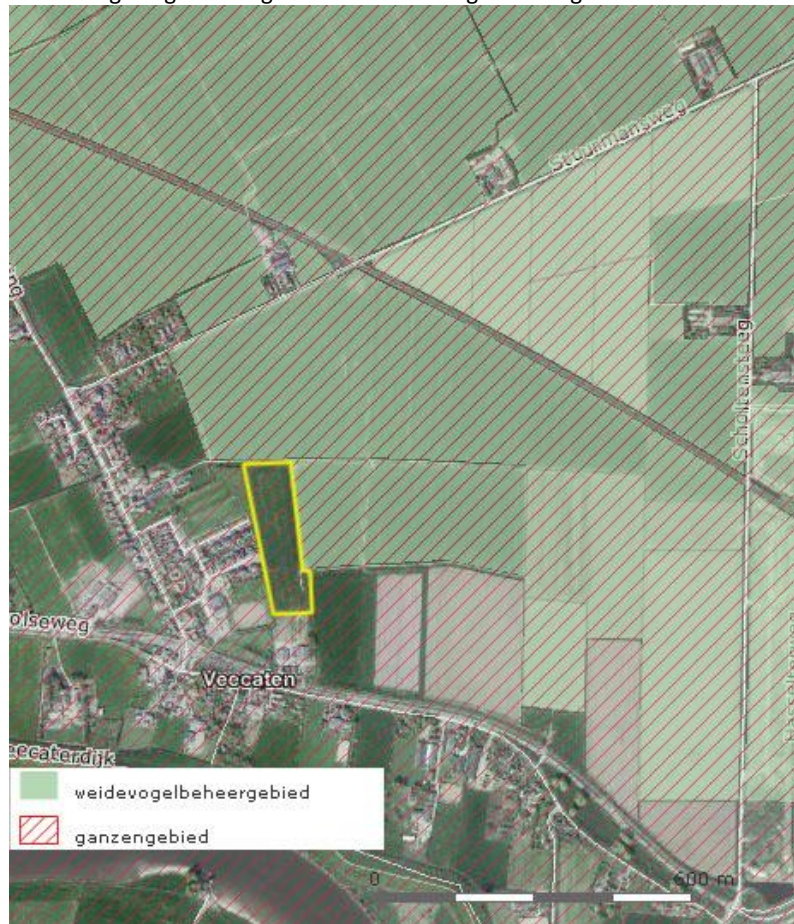 Stuurmansweg
Scholtensteeg
olseweg
Veecaten
eecaterdijk
weidevogelbeheergebied
ganzengebied
0
600 m